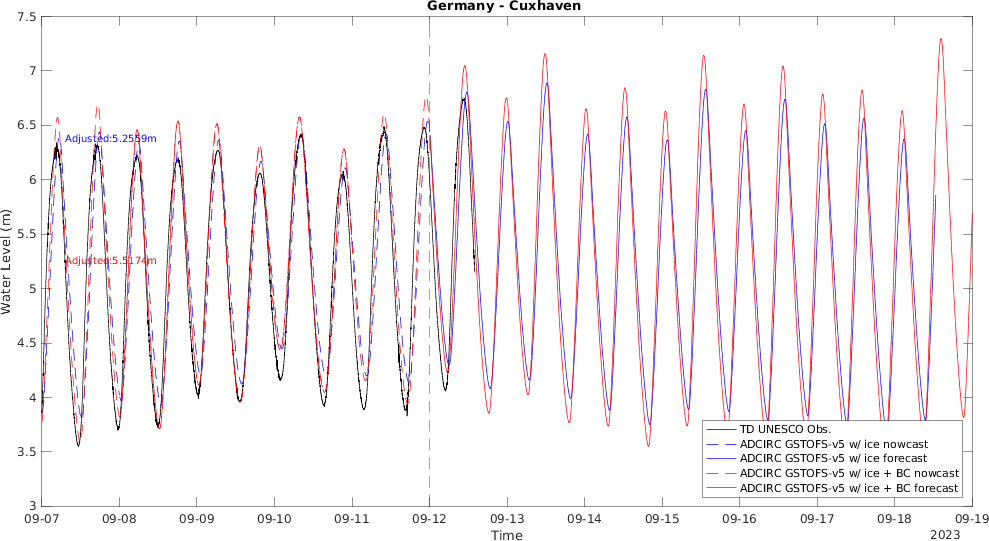 Germany - Cuxhaven
7.5
7
6.5
6
5.5
5
4.5
4
3.5
3
Water Level (m)
Adjusted:5.2559m
Adjusted:5.5174m
TD UNESCO Obs.
ADCIRC GSTOFS-v5 w/ ice nowcast
ADCIRC GSTOFS-v5 w/ ice forecast
ADCIRC GSTOFS-v5 w/ ice + BC nowcast
ADCIRC GSTOFS-v5 w/ ice + BC forecast
09-07 09-08 09-09 09-10 09-11 09-12 09-13 09-14 09-15 09-16 09-17 09-18 09-19
Time
2023